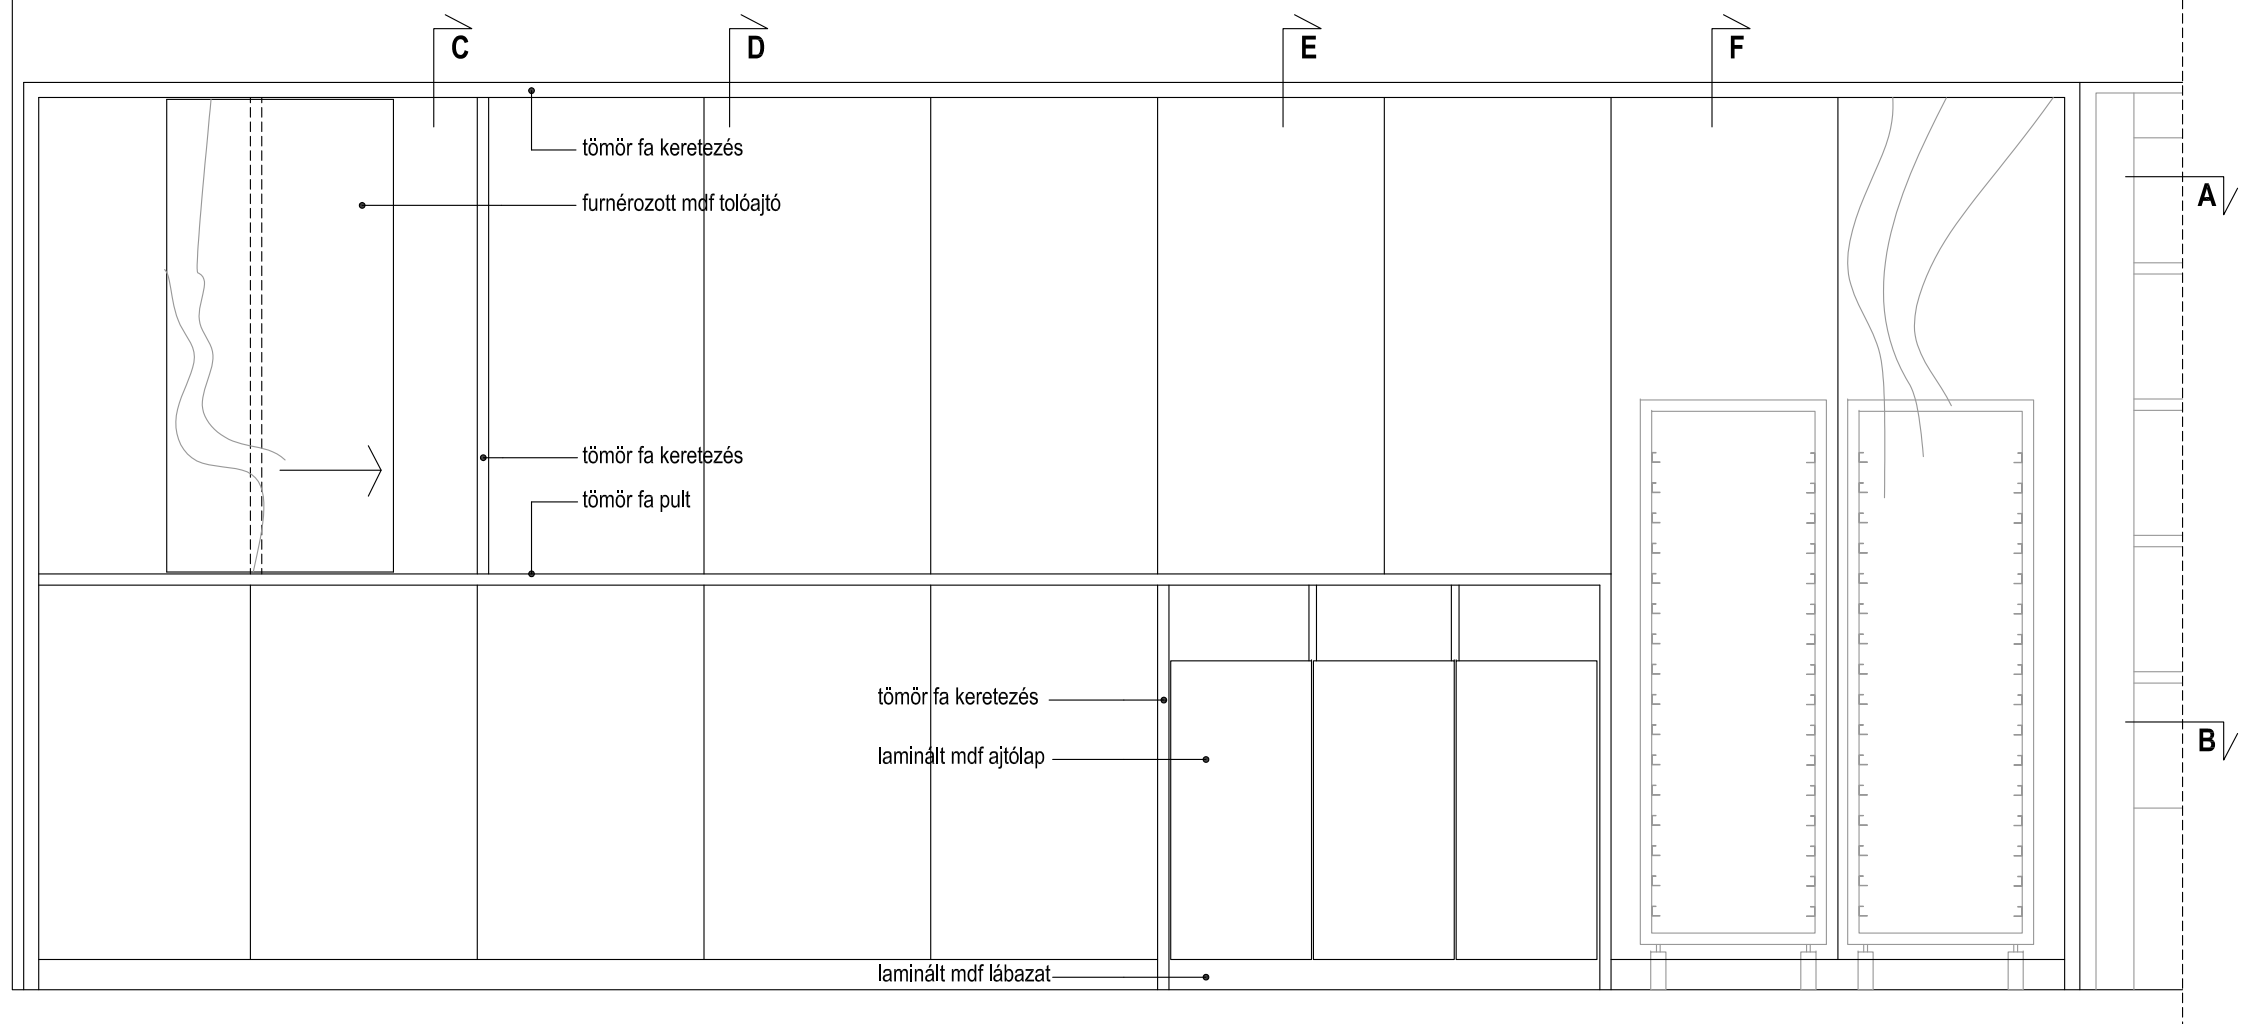 C
D
E
F
tömör fa keretezés
A
furnérozott mdf tolóajtó
tömör fa keretezés
tömör fa pult
tömör fa keretezés
B
laminált mdf ajtólap
laminált mdf lábazat